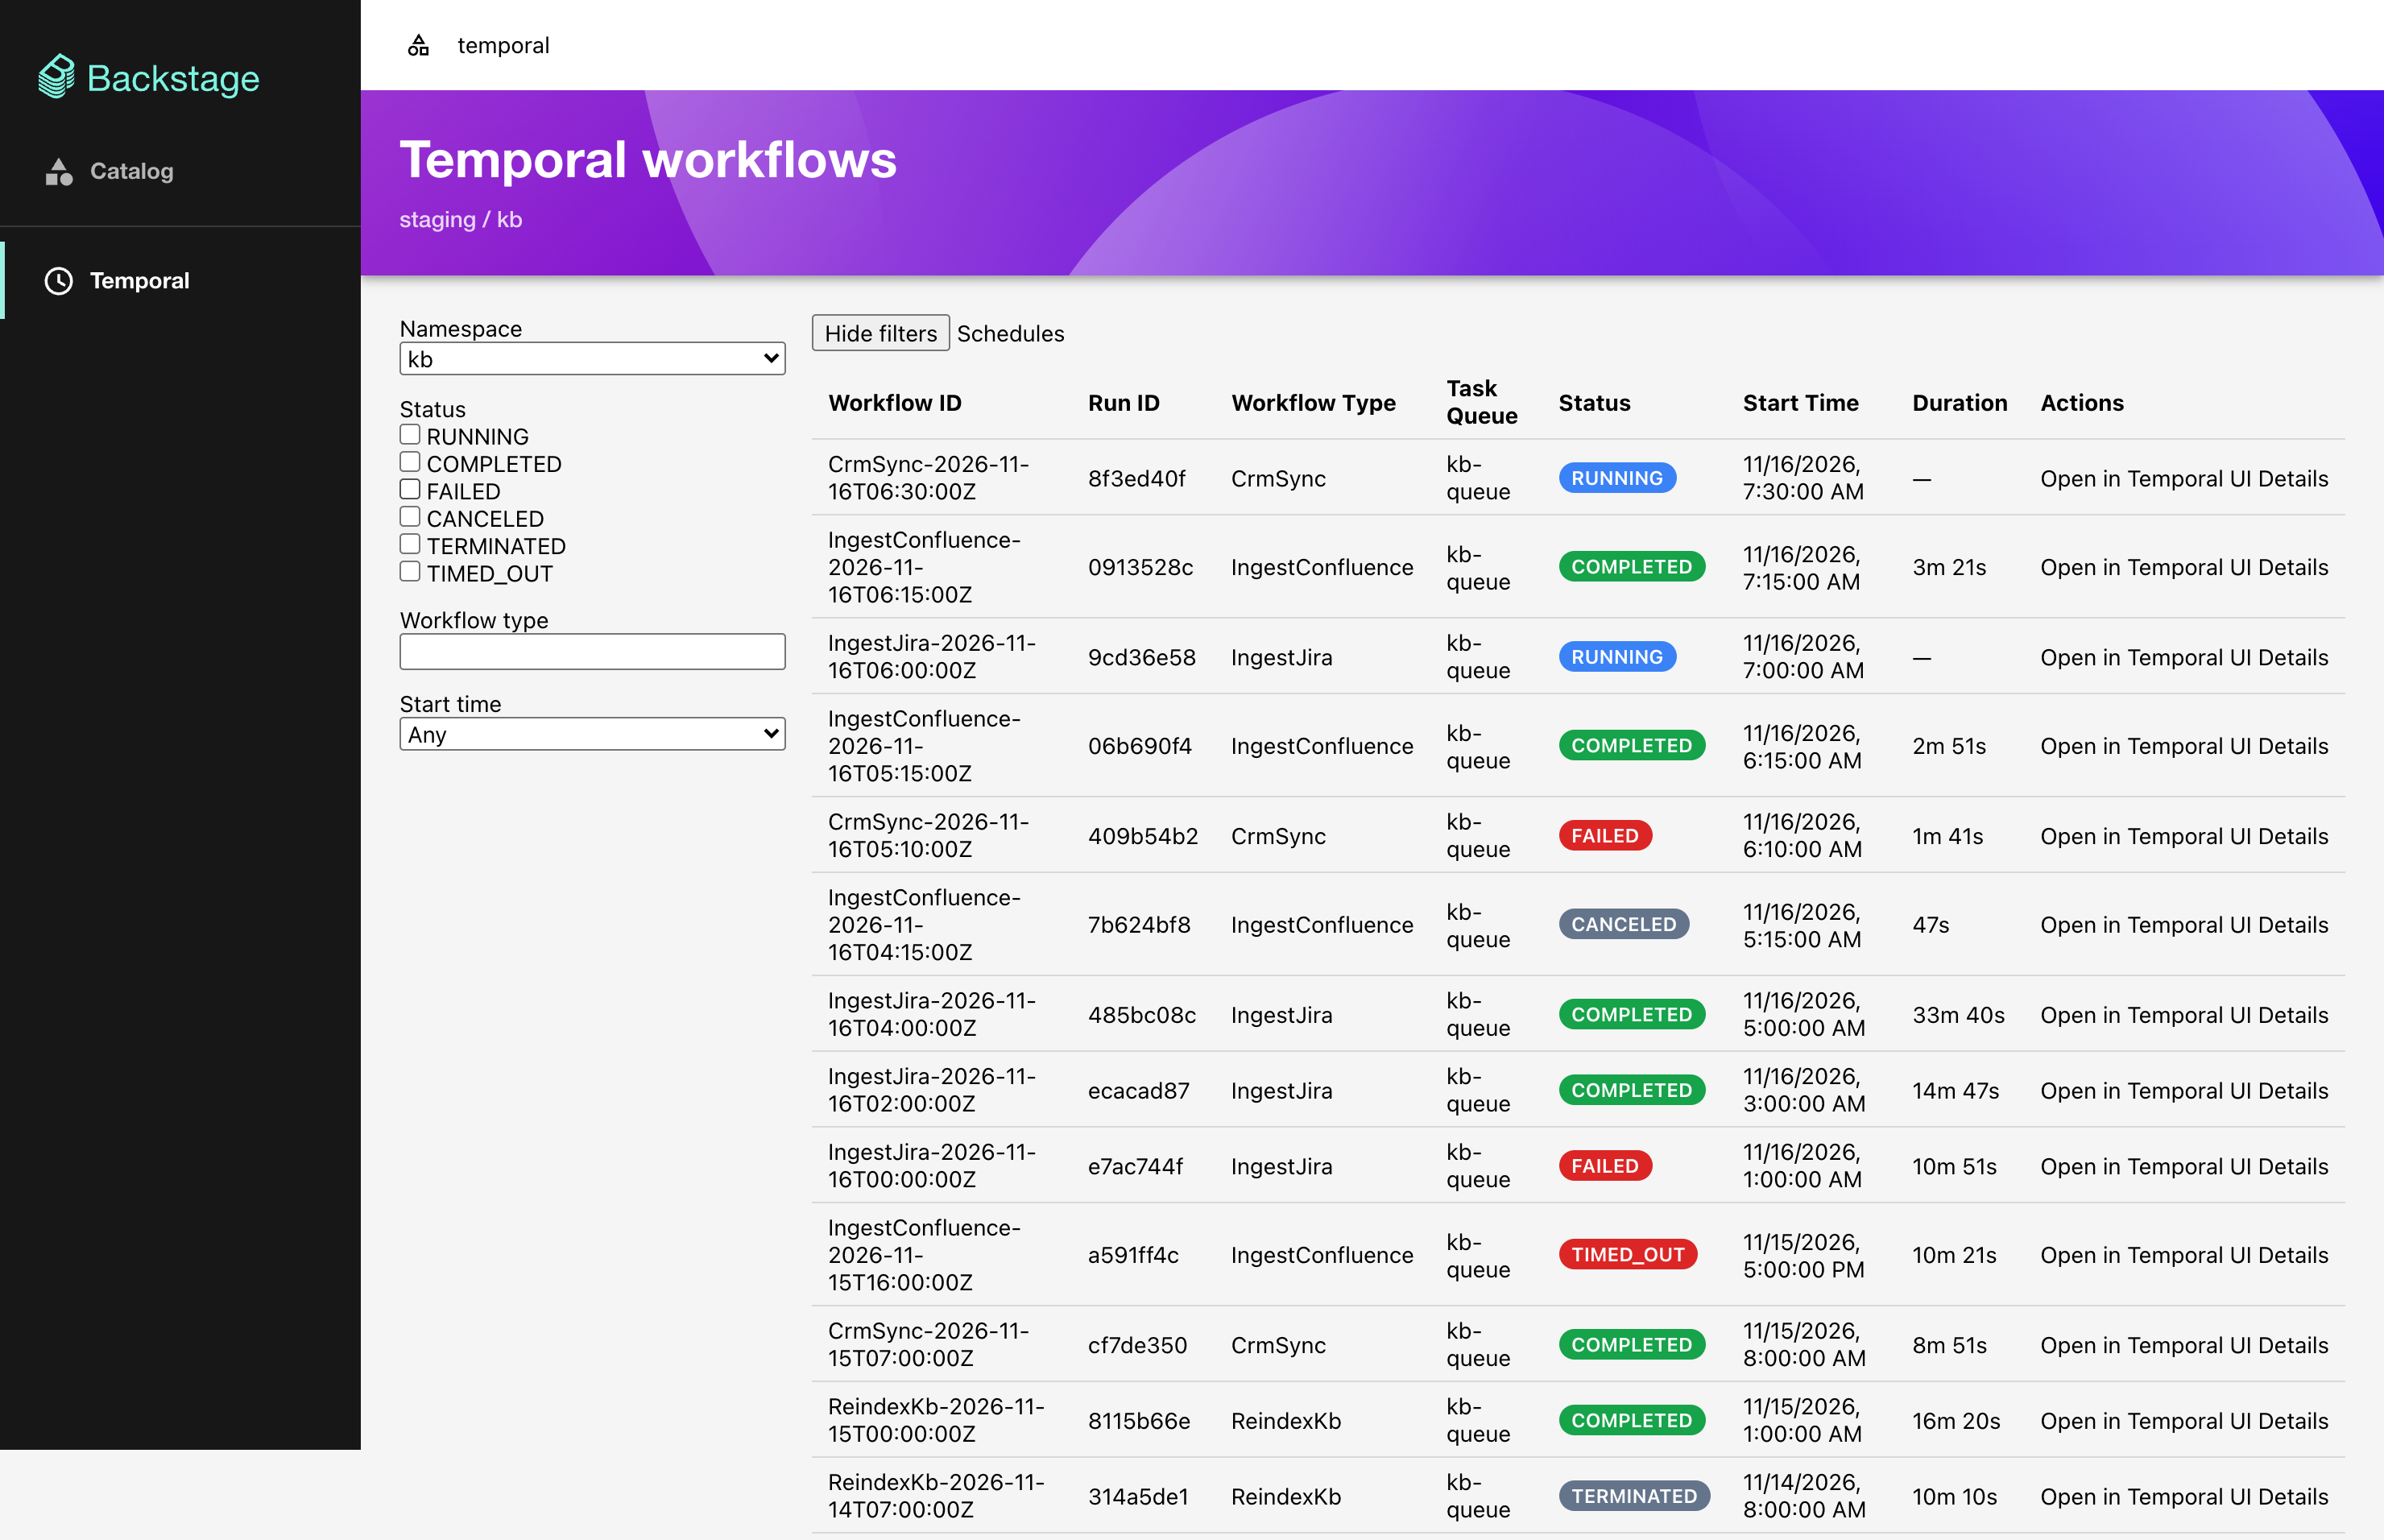 Backstage
Catalog
Temporal
temporal
Temporal workflows
staging / kb
Namespace
kb
Status
RUNNING
COMPLETED
FAILED
CANCELED
TERMINATED
TIMED_OUT
Workflow type
Start time
Any
Hide filters Schedules
Workflow ID
Run ID
Workflow Type
Task
Queue
Status
Start Time
Duration
Actions
CrmSync-2026-11-
16T06:30:00Z
8f3ed40f
CrmSync
kb-
queue
RUNNING
11/16/2026,
7:30:00 AM
—
Open in Temporal UI Details
IngestConfluence-
2026-11-
16T06:15:00Z
0913528c
IngestConfluence
kb-
queue
COMPLETED
11/16/2026,
7:15:00 AM
3m 21s
Open in Temporal UI Details
IngestJira-2026-11-
16T06:00:00Z
9cd36e58
IngestJira
kb-
queue
RUNNING
11/16/2026,
7:00:00 AM
—
Open in Temporal UI Details
IngestConfluence-
2026-11-
16T05:15:00Z
06b690f4
IngestConfluence
kb-
queue
COMPLETED
11/16/2026,
6:15:00 AM
2m 51s
Open in Temporal UI Details
CrmSync-2026-11-
16T05:10:00Z
409b54b2
CrmSync
kb-
queue
FAILED
11/16/2026,
6:10:00 AM
1m 41s
Open in Temporal UI Details
IngestConfluence-
2026-11-
16T04:15:00Z
7b624bf8
IngestConfluence
kb-
queue
CANCELED
11/16/2026,
5:15:00 AM
47s
Open in Temporal UI Details
IngestJira-2026-11-
16T04:00:00Z
485bc08c
IngestJira
kb-
queue
COMPLETED
11/16/2026,
5:00:00 AM
33m 40s
Open in Temporal UI Details
IngestJira-2026-11-
16T02:00:00Z
ecacad87
IngestJira
kb-
queue
COMPLETED
11/16/2026,
3:00:00 AM
14m 47s
Open in Temporal UI Details
IngestJira-2026-11-
16T00:00:00Z
e7ac744f
IngestJira
kb-
queue
FAILED
11/16/2026,
1:00:00 AM
10m 51s
Open in Temporal UI Details
IngestConfluence-
2026-11-
15T16:00:00Z
a591ff4c
IngestConfluence
kb-
queue
TIMED_OUT
11/15/2026,
5:00:00 PM
10m 21s
Open in Temporal UI Details
CrmSync-2026-11-
15T07:00:00Z
cf7de350
CrmSync
kb-
queue
COMPLETED
11/15/2026,
8:00:00 AM
8m 51s
Open in Temporal UI Details
ReindexKb-2026-11-
15T00:00:00Z
8115b66e
ReindexKb
kb-
queue
COMPLETED
11/15/2026,
1:00:00 AM
16m 20s
Open in Temporal UI Details
ReindexKb-2026-11-
14T07:00:00Z
314a5de1
ReindexKb
kb-
queue
TERMINATED
11/14/2026,
8:00:00 AM
10m 10s
Open in Temporal UI Details